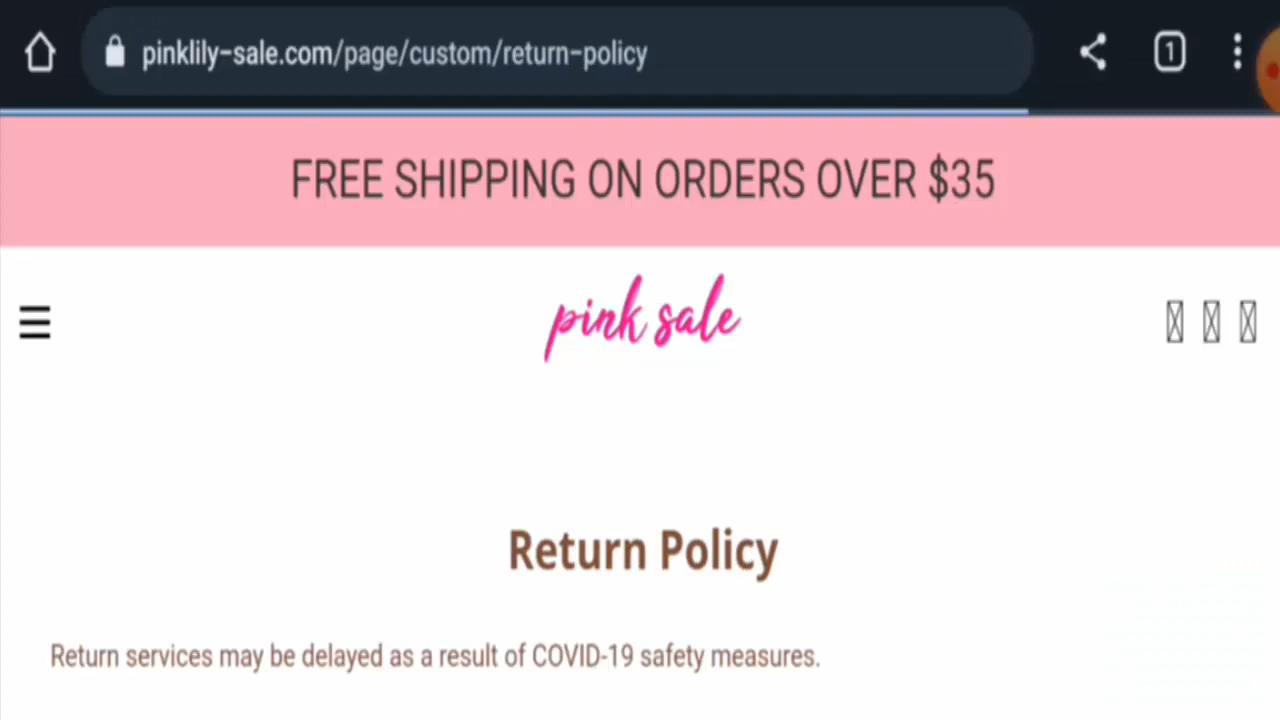 pinklily-sale.com/page/custom/return-policy
1
FREE SHIPPING ON ORDERS OVER $35
pink sale
Return Policy
Return services may be delayed as a result of COVID-19 safety measures.